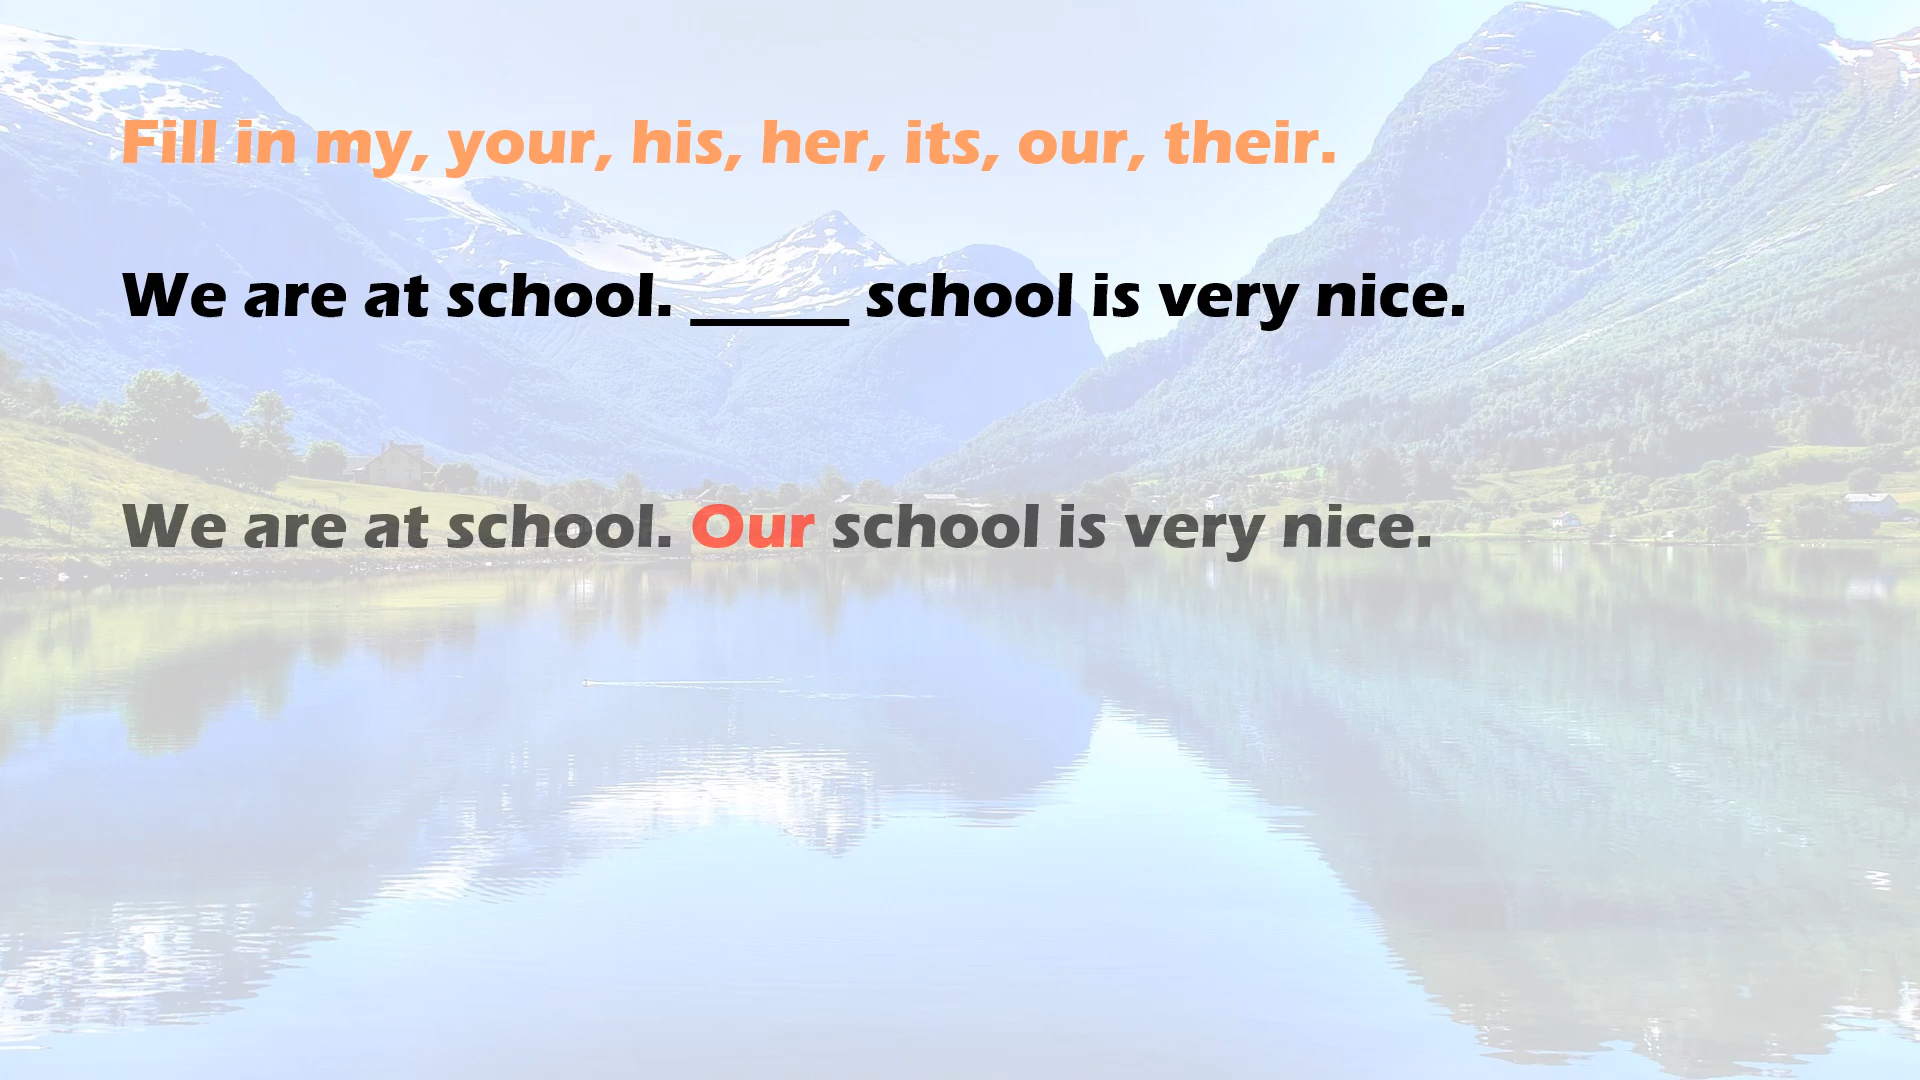 Fill in my, your, his, her, its, our, their.
We are at school. _____ school is very nice.
We are at school. Our school is very nice.